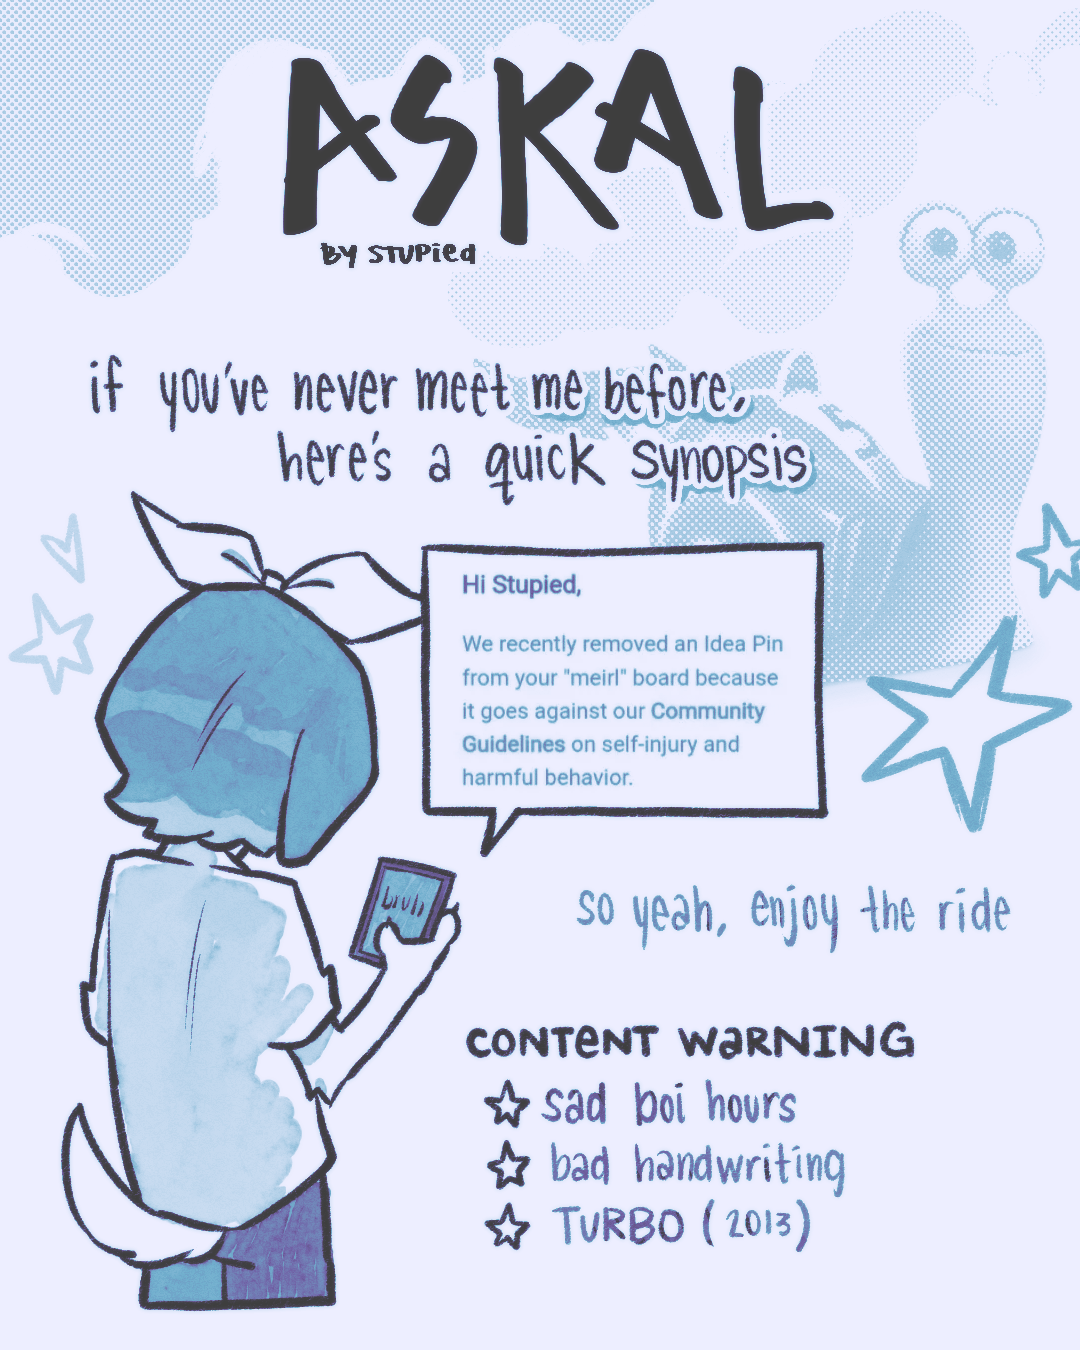 ASKAL
BY STUPied
if you've never meet me before,
here's a quick synopsis
Hi Stupied,
We recently removed an Idea Pin
from your "meirl" board because
it goes against our Community
Guidelines on self-injury and
harmful behavior.
bruh
so yeah, enjoy the ride
CONTeNT WaRNING
sad boi hours
bad handwriting
TURBO (2013)